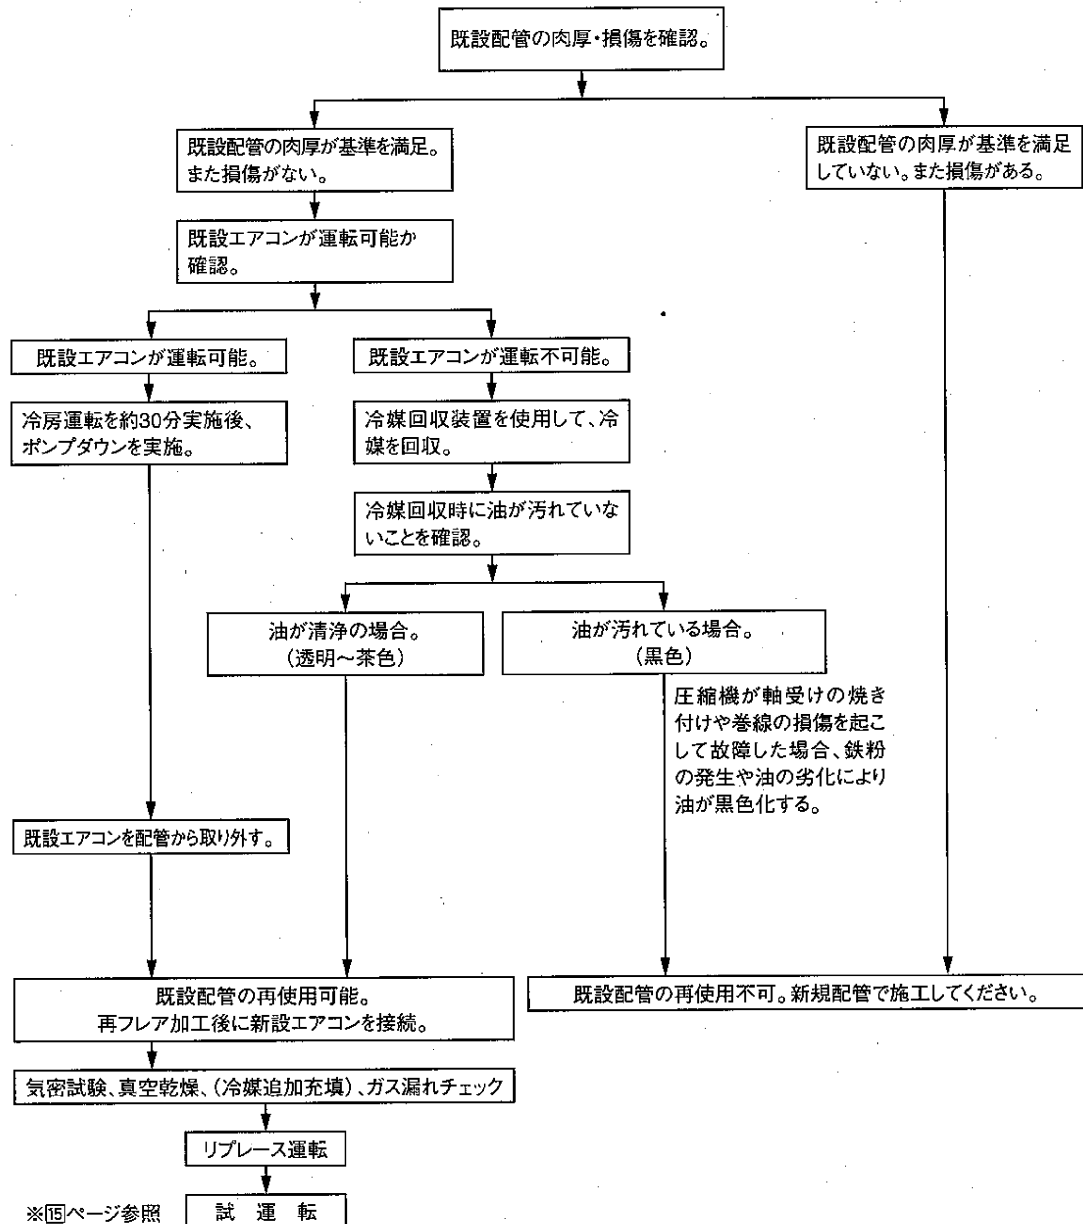 既設配管の肉厚・損傷を確認。
既設配管の肉厚が基準を満足。
また損傷がない。
既設配管の肉厚が基準を満足
していない。また損傷がある。
既設エアコンが運転可能か
確認。
既設エアコンが運転可能。
既設エアコンが運転不可能。
冷房運転を約30分実施後、
ポンプダウンを実施。
冷媒回収装置を使用して、冷
媒を回収。
冷媒回収時に油が汚れていな
いことを確認。
油が清浄の場合。
(透明〜茶色)
油が汚れている場合。
(黒色)
圧縮機が軸受けの焼き
付けや巻線の損傷を起こ
して故障した場合、鉄粉
の発生や油の劣化により
油が黒色化する。
既設エアコンを配管から取り外す。
既設配管の再使用可能。
再フレア加工後に新設エアコンを接続。
既設配管の再使用不可。新規配管で施工してください。
気密試験、真空乾燥、(冷媒追加充填)、ガス漏れチェック
リプレース運転
※15ページ参照
試 運 転